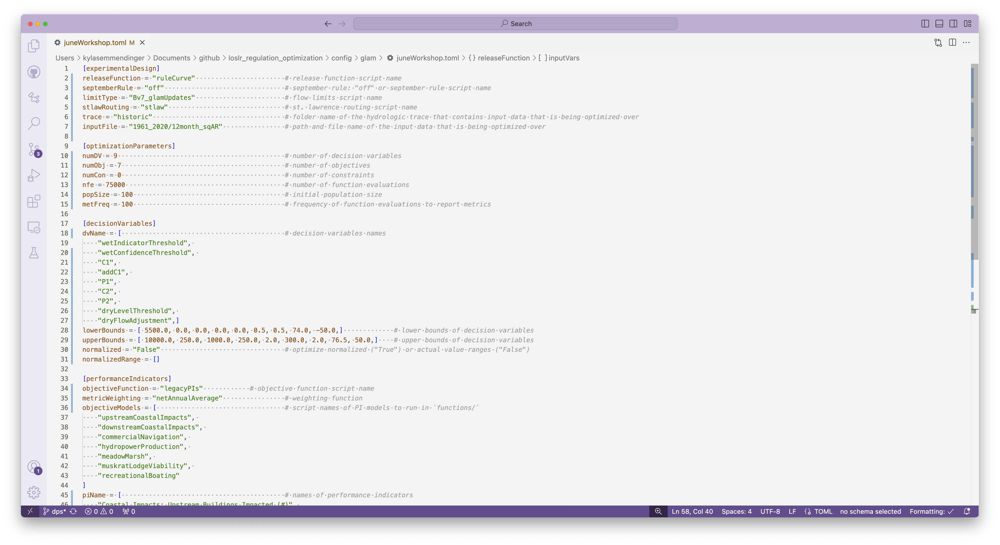 Search
juneWorkshop.toml M
Users > kylasemmendinger > Documents > github > loslr_regulation_optimization > config > glam > juneWorkshop.toml > {} releaseFunction > [ ] inputVars
1 [experimentalDesign]
2 releaseFunction = "ruleCurve" # release function script name
3 septemberRule = "off" # september rule: "off" or september rule script name
4 limitType = "Bv7_glamUpdates" # flow limits script name
5 stlawRouting = "stlaw" # st. lawrence routing script name
6 trace = "historic" # folder name of the hydrologic trace that contains input data that is being optimized over
7 inputFile = "1961_2020/12month_sqAR" # path and file name of the input data that is being optimized over
8
9 [optimizationParameters]
10 numDV = 9 # number of decision variables
11 numObj = 7 # number of objectives
12 numCon = 0 # number of constraints
13 nfe = 75000 # number of function evaluations
14 popSize = 100 # initial population size
15 metFreq = 100 # frequency of function evaluations to report metrics
16
17 [decisionVariables]
18 dvName = [ # decision variables names
19 "wetIndicatorThreshold",
20 "wetConfidenceThreshold",
21 "C1",
22 "addC1",
23 "P1",
24 "C2",
25 "P2",
26 "dryLevelThreshold",
27 "dryFlowAdjustment",]
28 lowerBounds = [ 5500.0, 0.0, 0.0, 0.0, 0.0, 0.5, 0.5, 74.0, -50.0,] # lower bounds of decision variables
29 upperBounds = [ 10000.0, 250.0, 1000.0, 250.0, 2.0, 300.0, 2.0, 76.5, 50.0,] # upper bounds of decision variables
30 normalized = "False" # optimize normalized ("True") or actual value ranges ("False")
31 normalizedRange = []
32
33 [performanceIndicators]
34 objectiveFunction = "legacyPIs" # objective function script name
35 metricWeighting = "netAnnualAverage" # weighting function
36 objectiveModels = [ # script names of PI models to run in `functions/`
37 "upstreamCoastalImpacts",
38 "downstreamCoastalImpacts",
39 "commercialNavigation",
40 "hydropowerProduction",
41 "meadowMarsh",
42 "muskratLodgeViability",
43 "recreationalBoating"
44 ]
45 piName = [ # names of performance indicators
46 "Coastal Impacts: Upstream Buildings Impacted (#)",
3
1
dps* 0 0 0 Ln 58, Col 40 Spaces: 4 UTF-8 LF TOML no schema selected Formatting: ✓